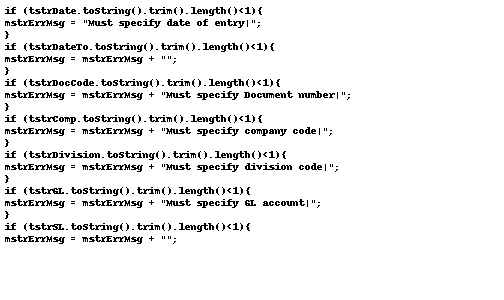 if (tstrDate.toString().trim().length()<1){
mstrErrMsg = "Must specify date of entry|";
}
if (tstrDateTo.toString().trim().length()<1){
mstrErrMsg = mstrErrMsg + "";
}
if (tstrDocCode.toString().trim().length()<1){
mstrErrMsg = mstrErrMsg + "Must specify Document number|";
}
if (tstrComp.toString().trim().length()<1){
mstrErrMsg = mstrErrMsg + "Must specify company code|";
}
if (tstrDivision.toString().trim().length()<1){
mstrErrMsg = mstrErrMsg + "Must specify division code|";
}
if (tstrGL.toString().trim().length()<1){
mstrErrMsg = mstrErrMsg + "Must specify GL account|";
}
if (tstrSL.toString().trim().length()<1){
mstrErrMsg = mstrErrMsg + "";